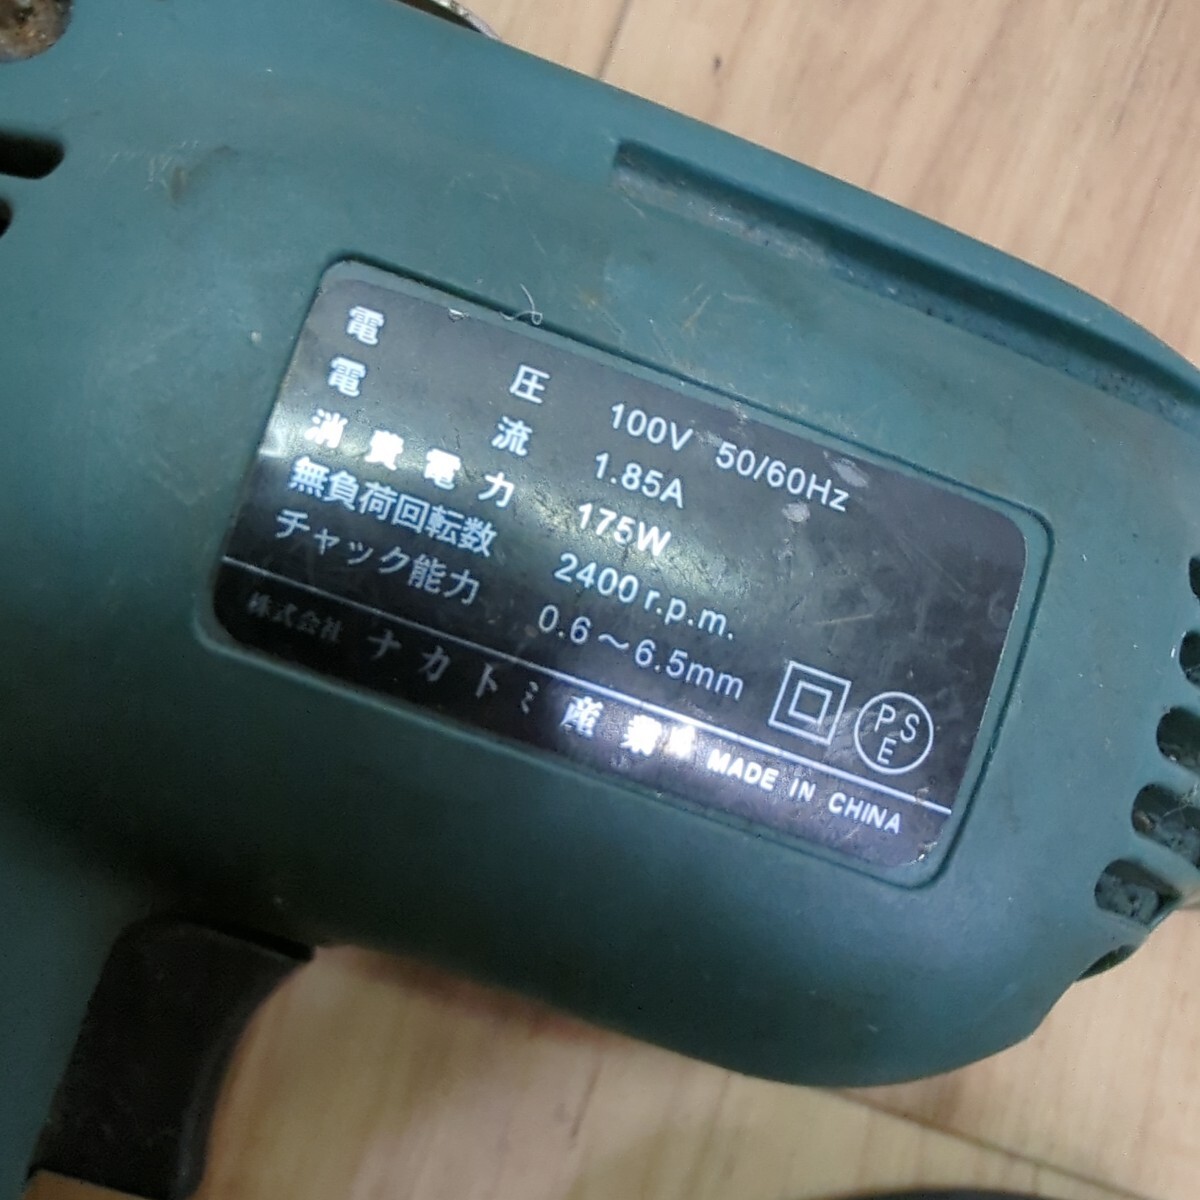 電圧 100V 50/60Hz
電流 1.85A
消費電力 175W
無負荷回転数 2400 r.p.m.
チャック能力 0.6～6.5mm
PSE
株式会社 ナカトミ産業 MADE IN CHINA